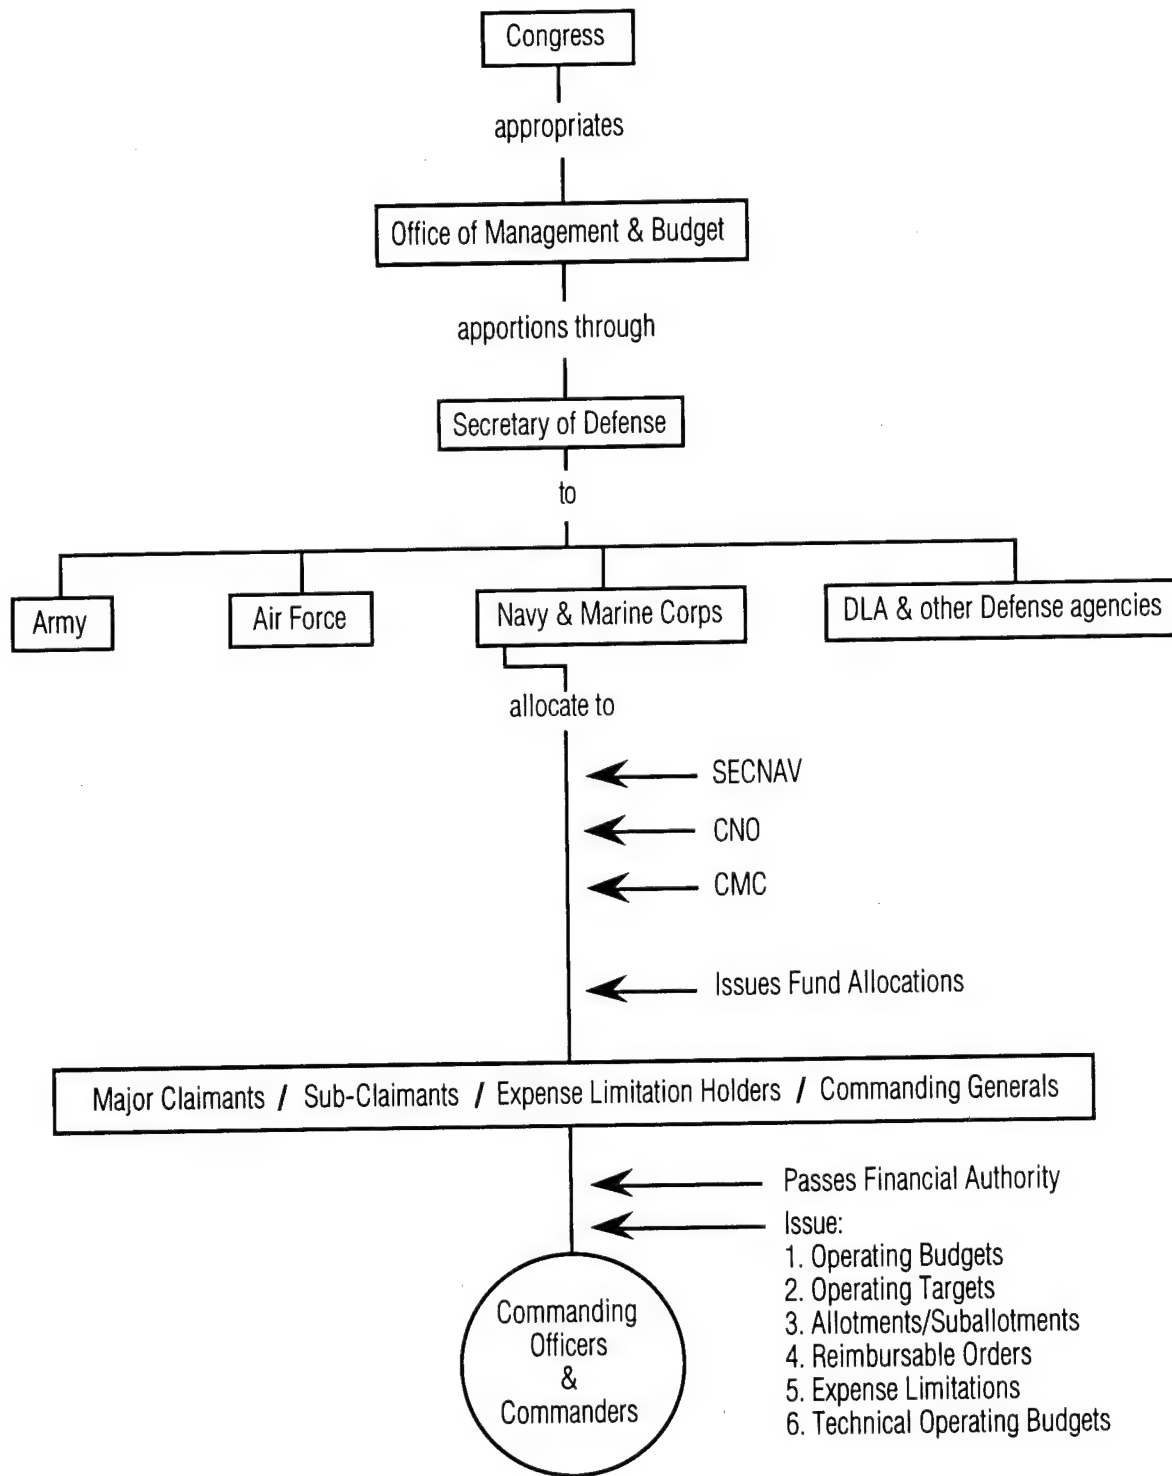 Congress
appropriates
Office of Management & Budget
apportions through
Secretary of Defense
to
Army
Air Force
Navy & Marine Corps
DLA & other Defense agencies
allocate to
SECNAV
CNO
CMC
Issues Fund Allocations
Major Claimants / Sub-Claimants / Expense Limitation Holders / Commanding Generals
Passes Financial Authority
Issue:
1. Operating Budgets
2. Operating Targets
3. Allotments/Suballotments
4. Reimbursable Orders
5. Expense Limitations
6. Technical Operating Budgets
Commanding
Officers
&
Commanders